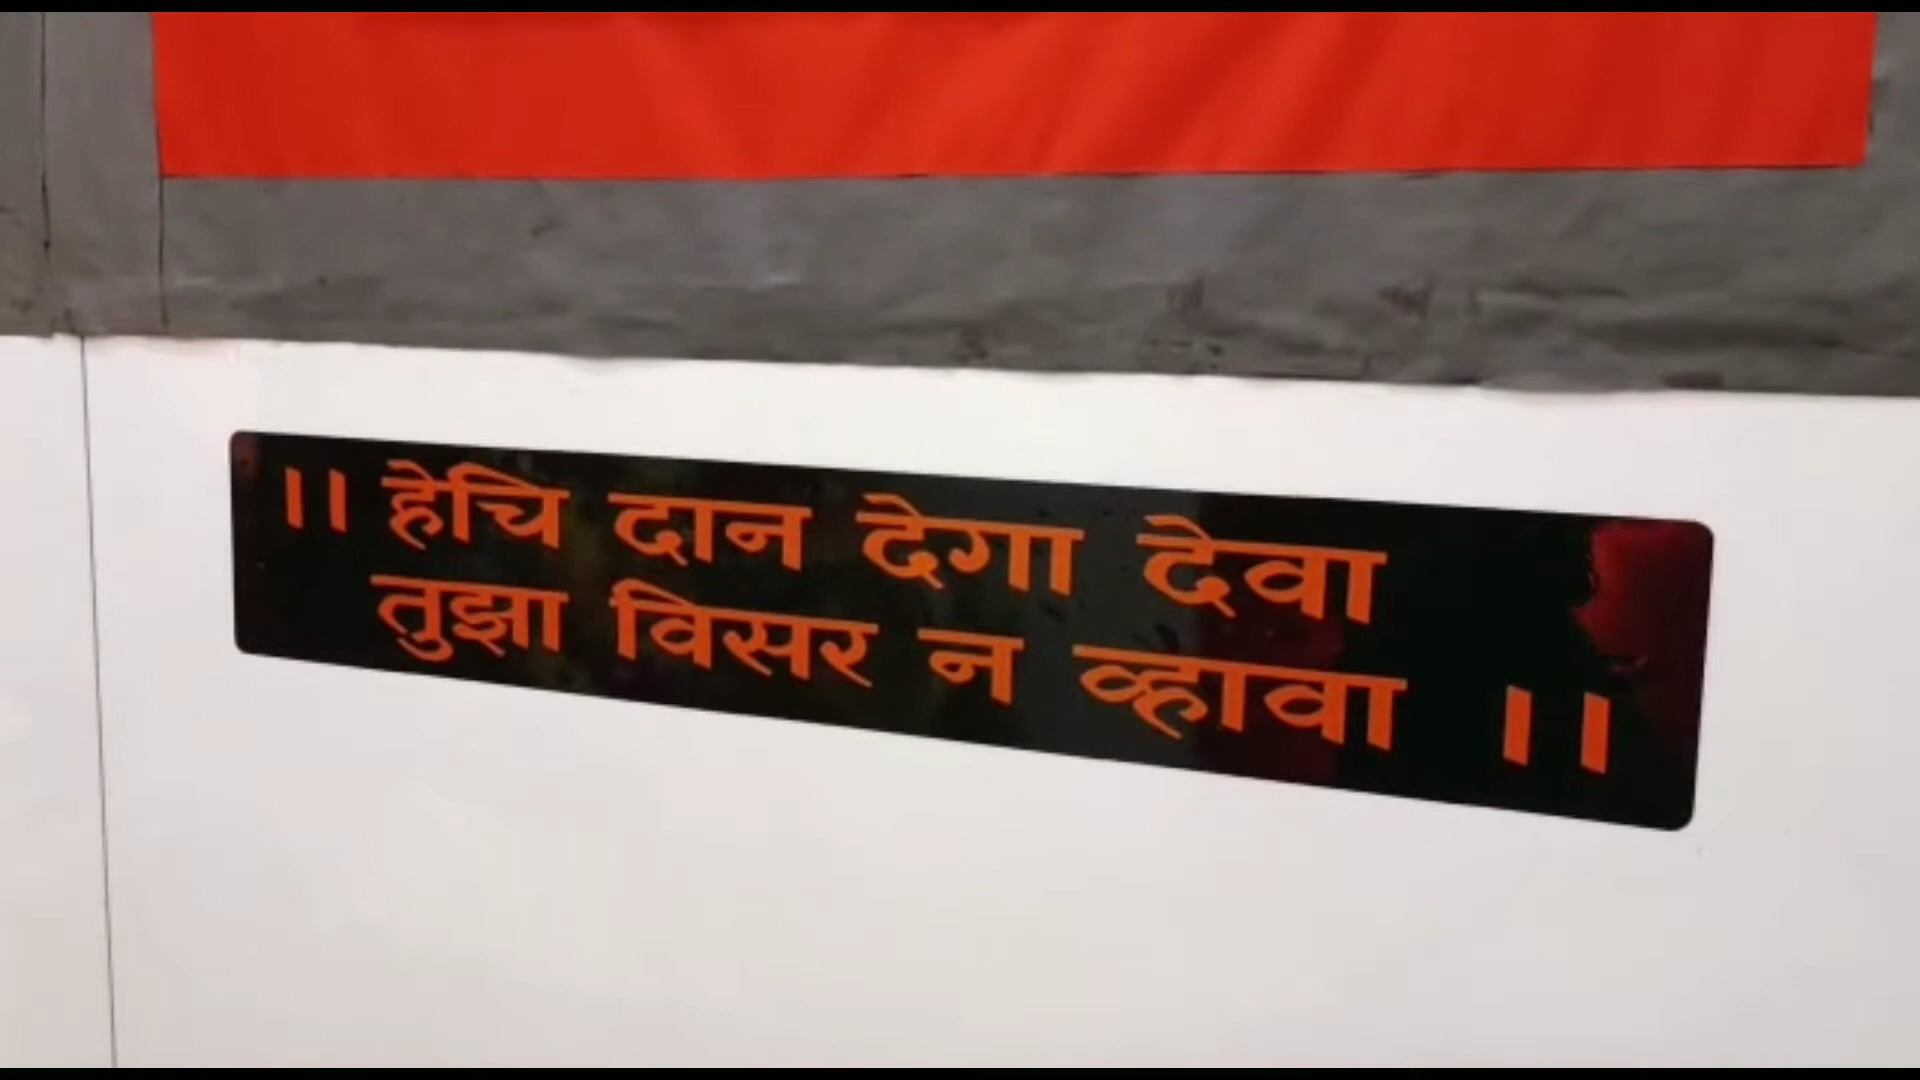 ।। हेचि दान देगा देवा
तुझा विसर न व्हावा ।।